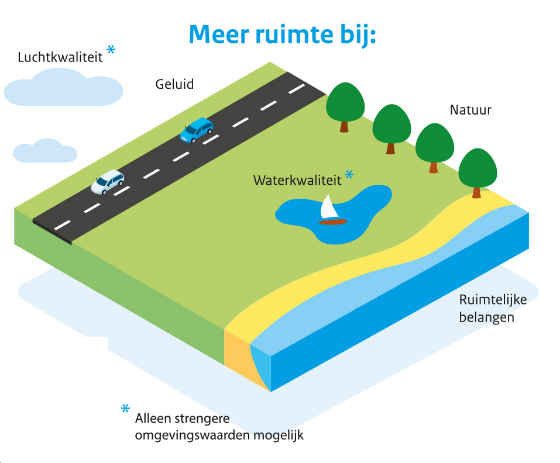 Meer ruimte bij:
Luchtkwaliteit *
Geluid
Natuur
Waterkwaliteit *
Ruimtelijke
belangen
* Alleen strengere
omgevingswaarden mogelijk